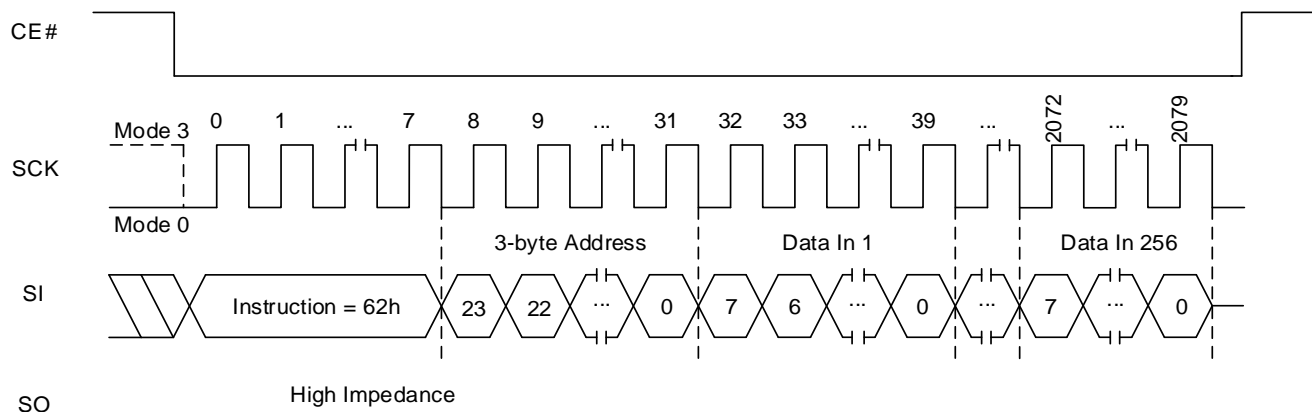 CE#
SCK
Mode 3
Mode 0
0 1 ... 7 8 9 ... 31 32 33 ... 39 ... 2072 ... 2079
3-byte Address Data In 1 Data In 256
SI
Instruction = 62h 23 22 ... 0 7 6 ... 0 ... 7 ... 0
SO
High Impedance